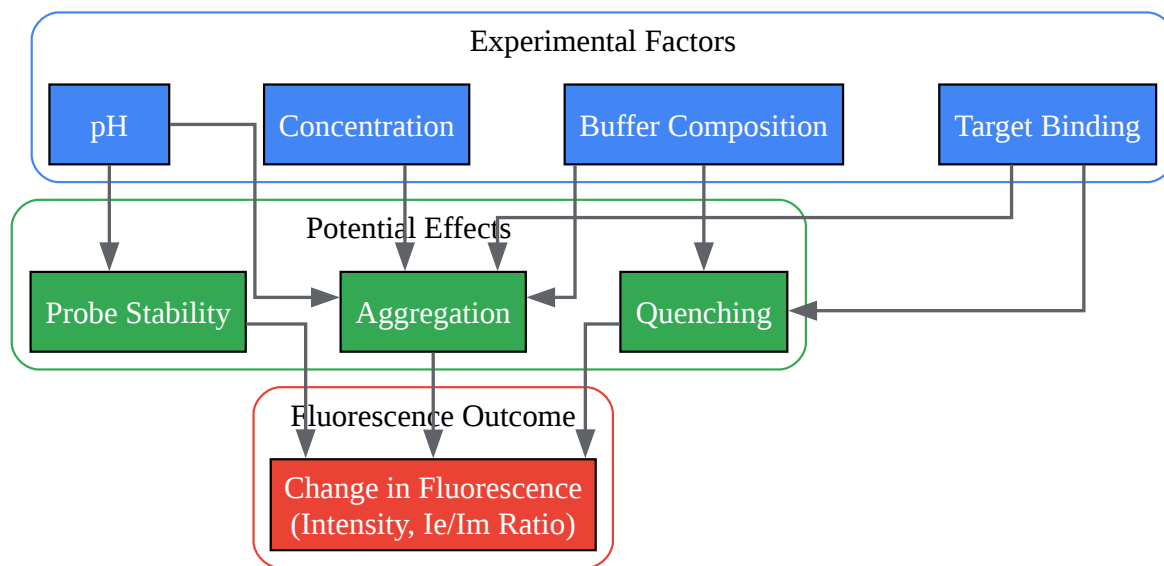 Experimental Factors
pH
Concentration
Buffer Composition
Target Binding
Potential Effects
Probe Stability
Aggregation
Quenching
Fluorescence Outcome
Change in Fluorescence
(Intensity, Ie/Im Ratio)